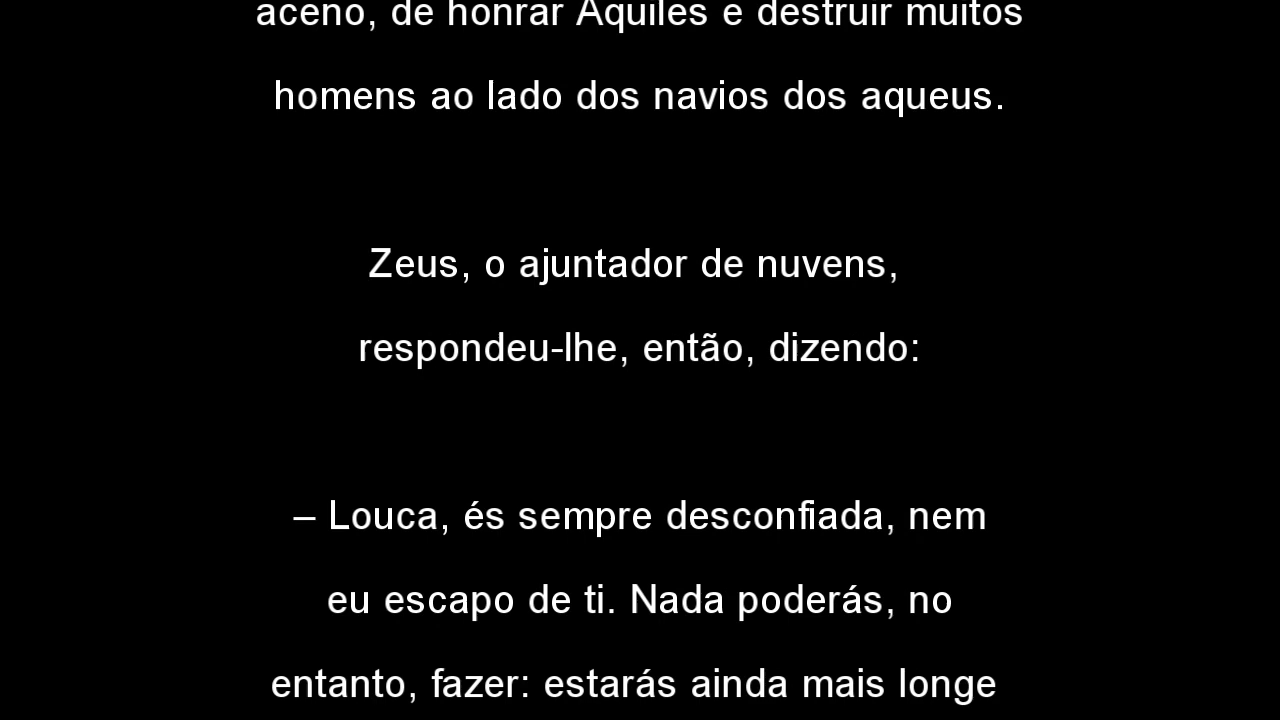 aceno, de honrar Aquiles e destruir muitos
homens ao lado dos navios dos aqueus.
Zeus, o ajuntador de nuvens,
respondeu-lhe, então, dizendo:
– Louca, és sempre desconfiada, nem
eu escapo de ti. Nada poderás, no
entanto, fazer: estarás ainda mais longe